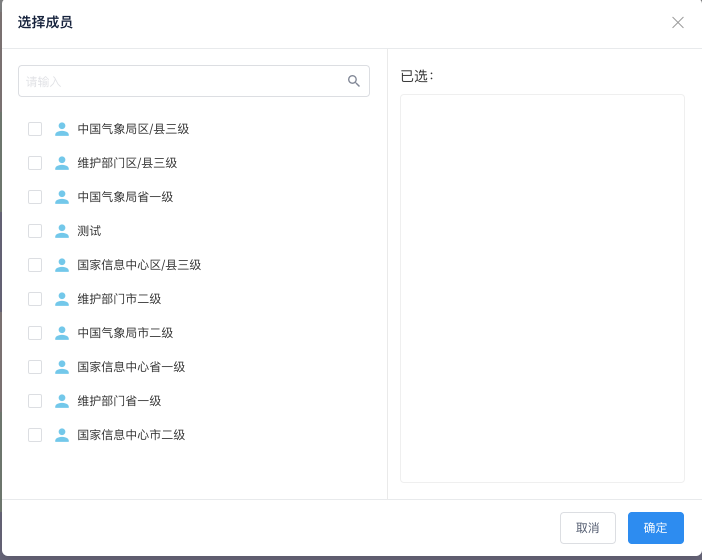 选择成员
请输入
中国气象局区/县三级
维护部门区/县三级
中国气象局省一级
测试
国家信息中心区/县三级
维护部门市二级
中国气象局市二级
国家信息中心省一级
维护部门省一级
国家信息中心市二级
已选：
取消
确定